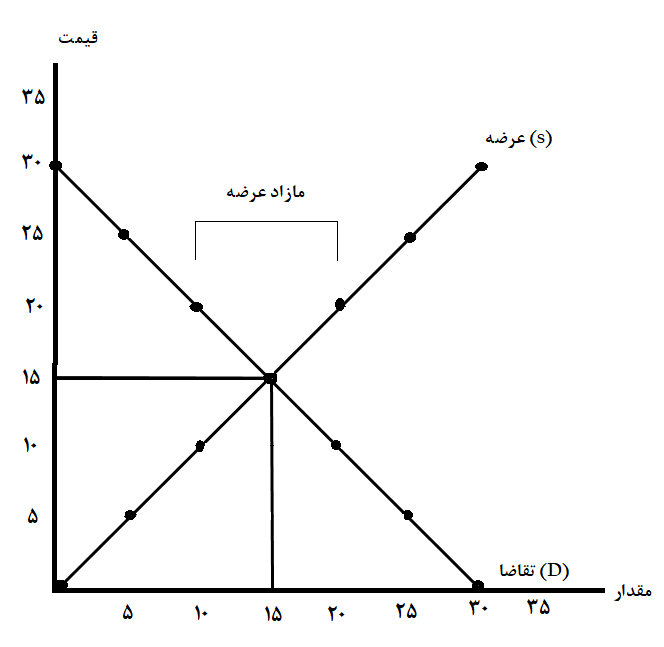 قیمت
۳۵
۳۰
عرضه (s)
مازاد عرضه
۲۵
۲۰
۱۵
۱۰
۵
تقاضا (D)
مقدار
۵ ۱۰ ۱۵ ۲۰ ۲۵ ۳۰ ۳۵